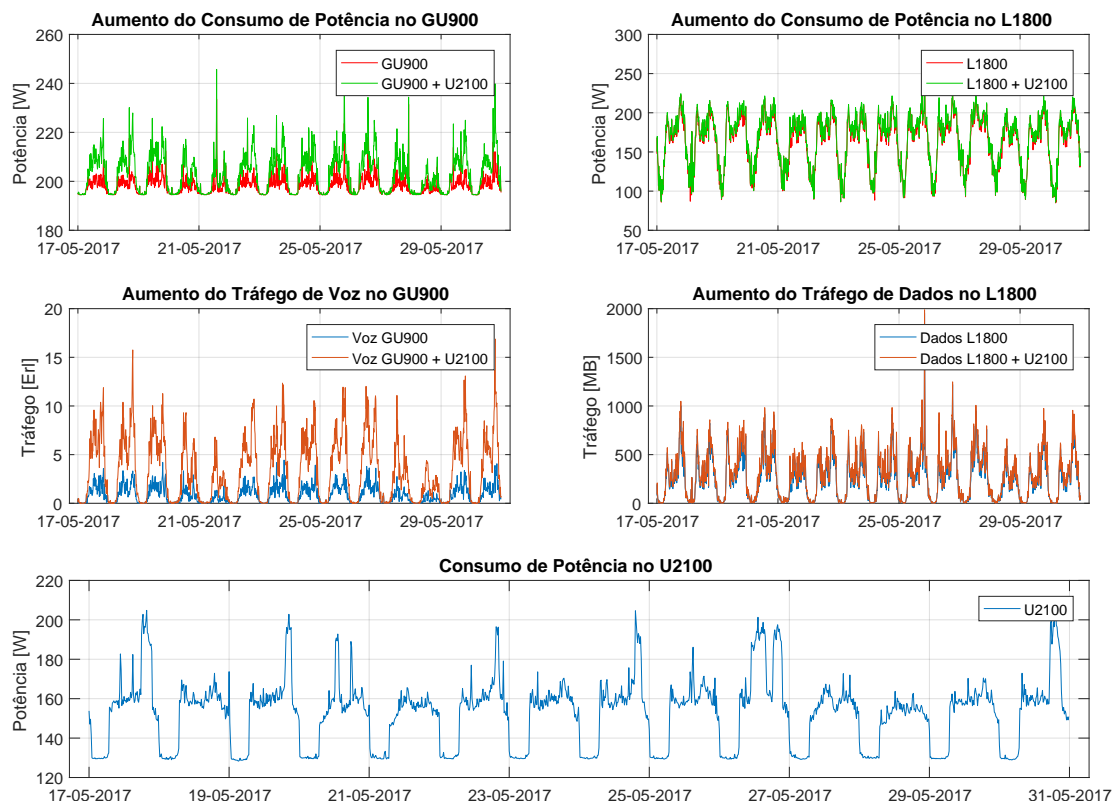 Aumento do Consumo de Potência no GU900
Potência [W]
260
240
220
200
180
GU900
GU900 + U2100
17-05-2017 21-05-2017 25-05-2017 29-05-2017
Aumento do Consumo de Potência no L1800
Potência [W]
300
250
200
150
100
50
L1800
L1800 + U2100
17-05-2017 21-05-2017 25-05-2017 29-05-2017
Aumento do Tráfego de Voz no GU900
Tráfego [Erl]
20
15
10
5
0
Voz GU900
Voz GU900 + U2100
17-05-2017 21-05-2017 25-05-2017 29-05-2017
Aumento do Tráfego de Dados no L1800
Tráfego [MB]
2000
1500
1000
500
0
Dados L1800
Dados L1800 + U2100
17-05-2017 21-05-2017 25-05-2017 29-05-2017
Consumo de Potência no U2100
Potência [W]
220
200
180
160
140
120
U2100
17-05-2017 19-05-2017 21-05-2017 23-05-2017 25-05-2017 27-05-2017 29-05-2017 31-05-2017